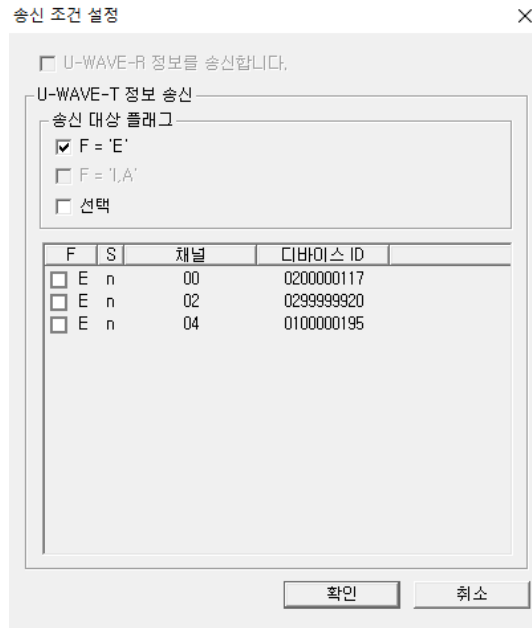 송신 조건 설정
U-WAVE-R 정보를 송신합니다.
U-WAVE-T 정보 송신
송신 대상 플래그
F = 'E'
F = 'I,A'
선택
F S 채널 디바이스 ID
E n 00 0200000117
E n 02 0299999920
E n 04 0100000195
확인 취소